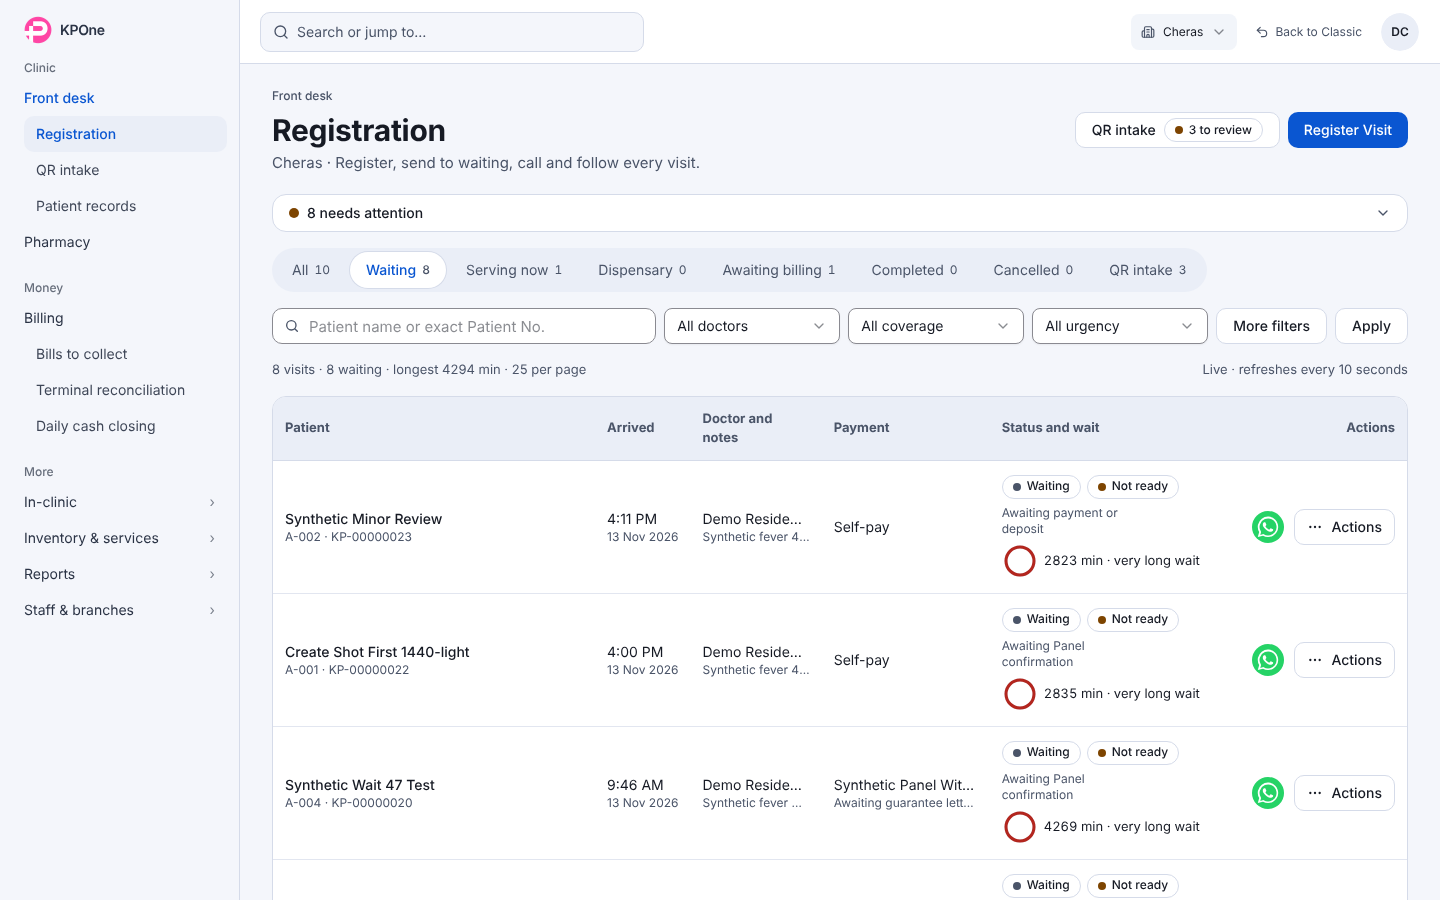 KPOne
Search or jump to...
Cheras
Back to Classic
DC
Clinic
Front desk
Registration
QR intake
Patient records
Pharmacy
Money
Billing
Bills to collect
Terminal reconciliation
Daily cash closing
More
In-clinic
Inventory & services
Reports
Staff & branches
Front desk
Registration
Cheras · Register, send to waiting, call and follow every visit.
QR intake 3 to review
Register Visit
8 needs attention
All 10 Waiting 8 Serving now 1 Dispensary 0 Awaiting billing 1 Completed 0 Cancelled 0 QR intake 3
Patient name or exact Patient No. All doctors All coverage All urgency More filters Apply
8 visits · 8 waiting · longest 4294 min · 25 per page
Live · refreshes every 10 seconds
Patient Arrived Doctor and notes Payment Status and wait Actions
Waiting Not ready
Synthetic Minor Review 4:11 PM Demo Reside... Self-pay
A-002 · KP-00000023 13 Nov 2026 Synthetic fever 4...
Awaiting payment or
deposit
2823 min · very long wait
Actions
Waiting Not ready
Create Shot First 1440-light 4:00 PM Demo Reside... Self-pay
A-001 · KP-00000022 13 Nov 2026 Synthetic fever 4...
Awaiting Panel
confirmation
2835 min · very long wait
Actions
Waiting Not ready
Synthetic Wait 47 Test 9:46 AM Demo Reside... Synthetic Panel Wit...
A-004 · KP-00000020 13 Nov 2026 Synthetic fever ... Awaiting guarantee lett...
Awaiting Panel
confirmation
4269 min · very long wait
Actions
Waiting Not ready